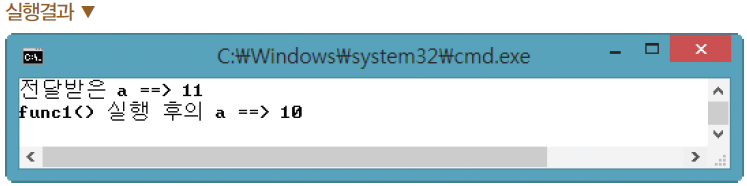 실행결과 ▼
C:\. C:₩Windows₩system32₩cmd.exe
전달받은 a ==> 11
func1() 실행 후의 a ==> 10